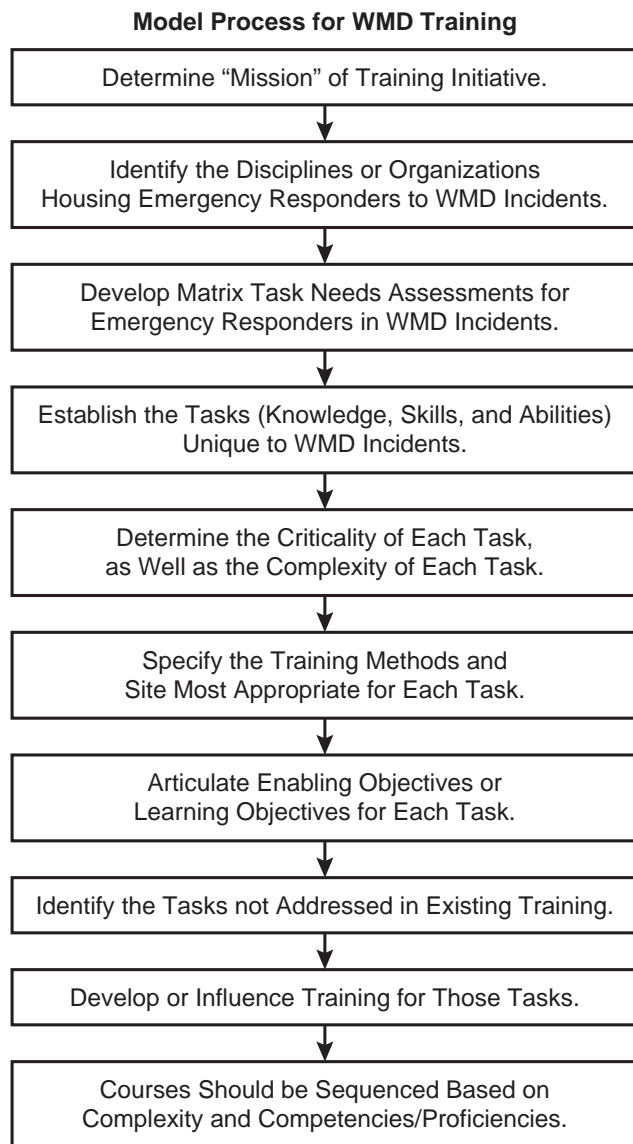 Model Process for WMD Training
Determine “Mission” of Training Initiative.
Identify the Disciplines or Organizations
Housing Emergency Responders to WMD Incidents.
Develop Matrix Task Needs Assessments for
Emergency Responders in WMD Incidents.
Establish the Tasks (Knowledge, Skills, and Abilities)
Unique to WMD Incidents.
Determine the Criticality of Each Task,
as Well as the Complexity of Each Task.
Specify the Training Methods and
Site Most Appropriate for Each Task.
Articulate Enabling Objectives or
Learning Objectives for Each Task.
Identify the Tasks not Addressed in Existing Training.
Develop or Influence Training for Those Tasks.
Courses Should be Sequenced Based on
Complexity and Competencies/Proficiencies.